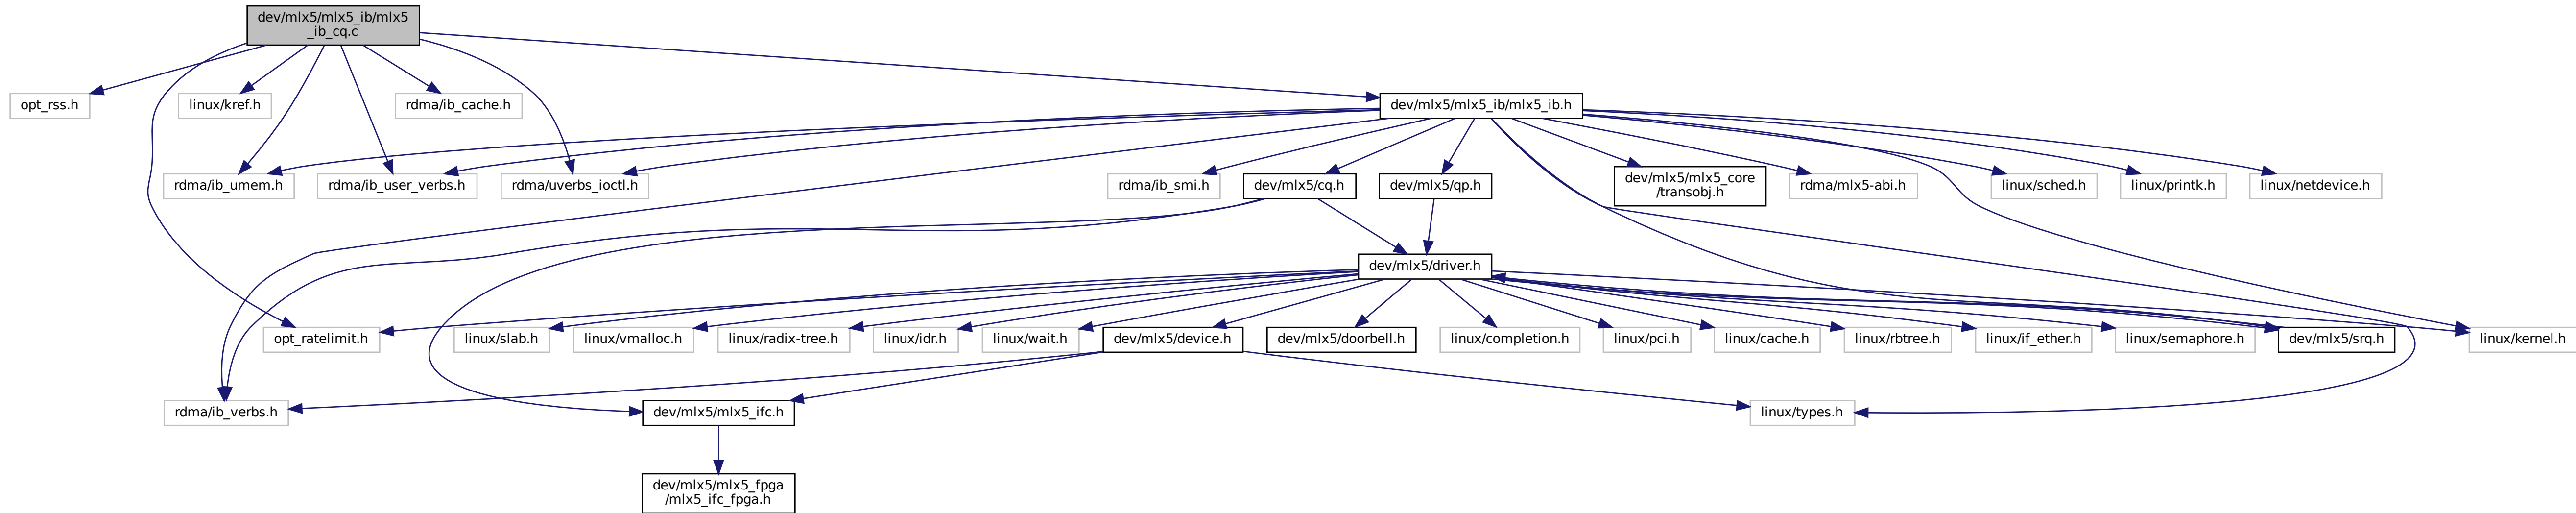 dev/mlx5/mlx5_ib/mlx5
_ib_cq.c
opt_rss.h
linux/kref.h
rdma/ib_cache.h
dev/mlx5/mlx5_ib/mlx5_ib.h
rdma/ib_umem.h
rdma/ib_user_verbs.h
rdma/uverbs_ioctl.h
rdma/ib_smi.h
dev/mlx5/cq.h
dev/mlx5/qp.h
dev/mlx5/mlx5_core
/transobj.h
rdma/mlx5-abi.h
linux/sched.h
linux/printk.h
linux/netdevice.h
dev/mlx5/driver.h
opt_ratelimit.h
linux/slab.h
linux/vmalloc.h
linux/radix-tree.h
linux/idr.h
linux/wait.h
dev/mlx5/device.h
dev/mlx5/doorbell.h
linux/completion.h
linux/pci.h
linux/cache.h
linux/rbtree.h
linux/if_ether.h
linux/semaphore.h
dev/mlx5/srq.h
linux/kernel.h
rdma/ib_verbs.h
dev/mlx5/mlx5_ifc.h
linux/types.h
dev/mlx5/mlx5_fpga
/mlx5_ifc_fpga.h